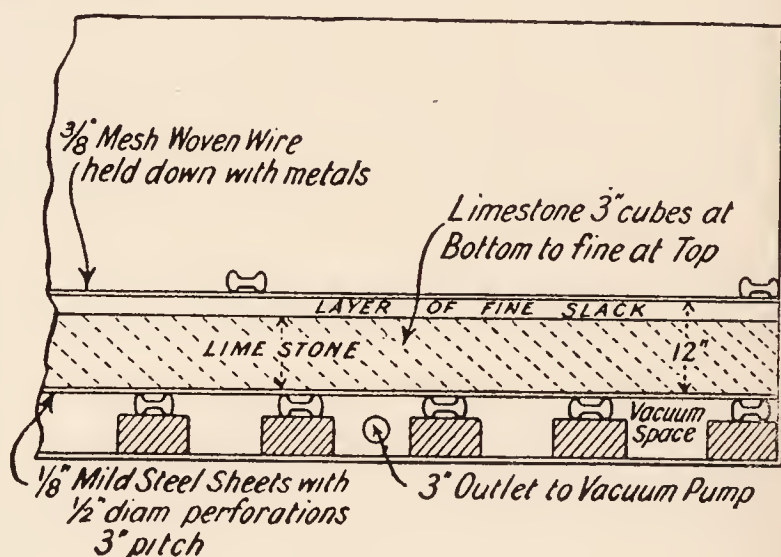 3/8" Mesh Woven Wire
held down with metals
Limestone 3" cubes at
Bottom to fine at Top
LAYER OF FINE SLACK
LIME STONE
12"
Vacuum
Space
1/8" Mild Steel Sheets with
1/2" diam perforations
3" pitch
3" Outlet to Vacuum Pump